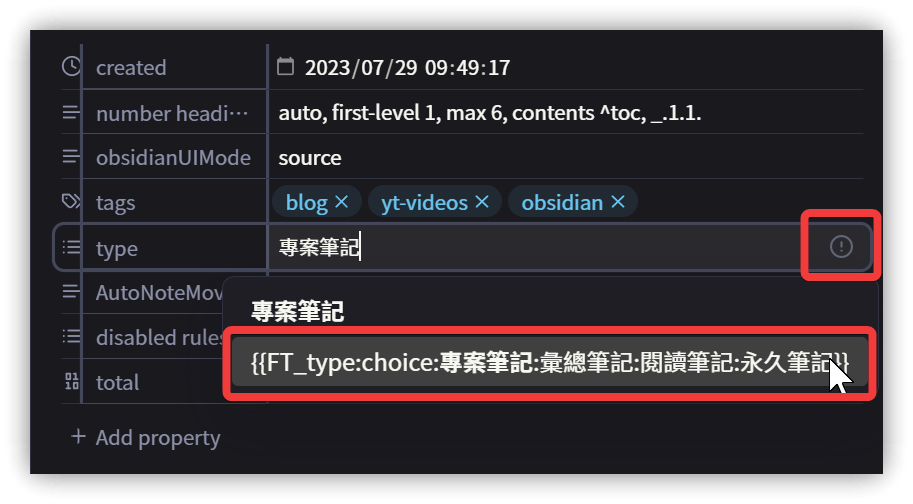 created 2023/07/29 09:49:17
number headi··· auto, first-level 1, max 6, contents ^toc, _.1.1.
obsidianUIMode source
tags blog × yt-videos × obsidian ×
type 專案筆記
AutoNoteMov
專案筆記
disabled rules
{{FT_type:choice:專案筆記:彙總筆記:閱讀筆記:永久筆記}}
total
+ Add property